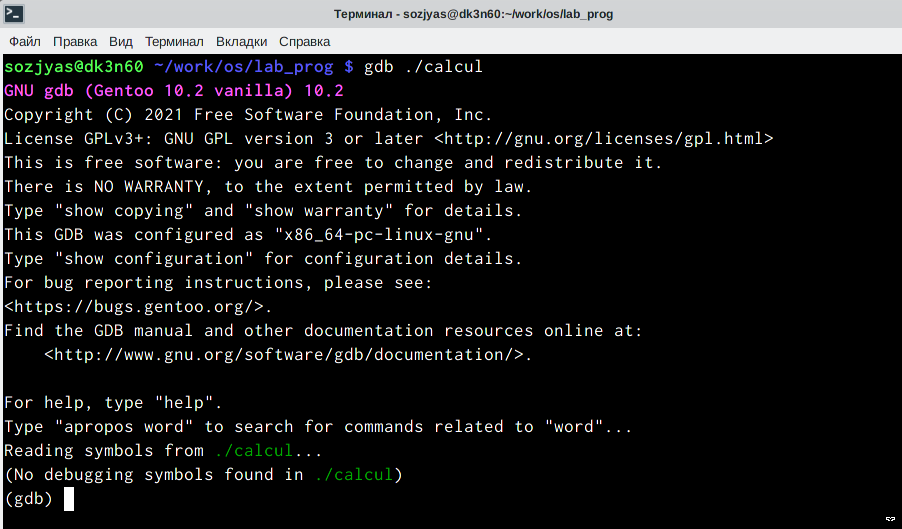 Терминал - sozjyas@dk3n60:~/work/os/lab_prog
Файл Правка Вид Терминал Вкладки Справка
sozjyas@dk3n60 ~/work/os/lab_prog $ gdb ./calcul
GNU gdb (Gentoo 10.2 vanilla) 10.2
Copyright (C) 2021 Free Software Foundation, Inc.
License GPLv3+: GNU GPL version 3 or later <http://gnu.org/licenses/gpl.html>
This is free software: you are free to change and redistribute it.
There is NO WARRANTY, to the extent permitted by law.
Type "show copying" and "show warranty" for details.
This GDB was configured as "x86_64-pc-linux-gnu".
Type "show configuration" for configuration details.
For bug reporting instructions, please see:
<https://bugs.gentoo.org/>.
Find the GDB manual and other documentation resources online at:
    <http://www.gnu.org/software/gdb/documentation/>.

For help, type "help".
Type "apropos word" to search for commands related to "word"...
Reading symbols from ./calcul...
(No debugging symbols found in ./calcul)
(gdb)